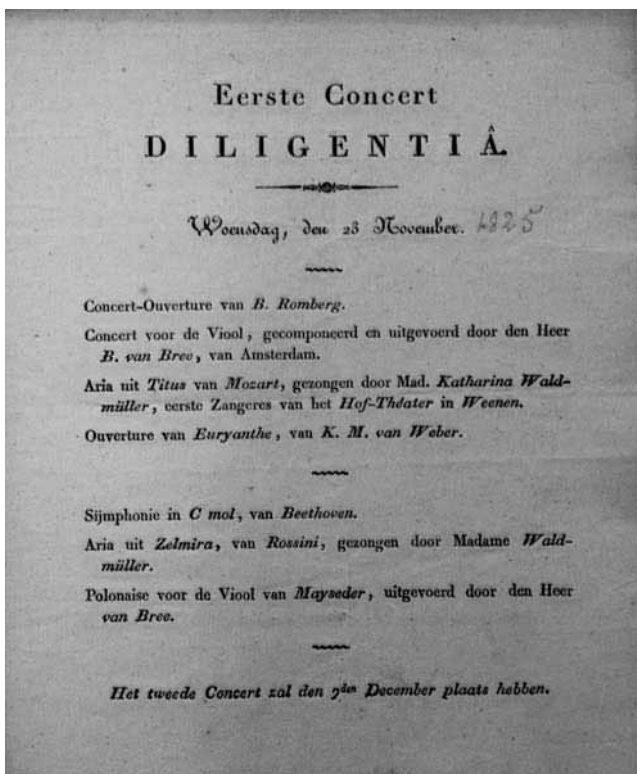 Eerste Concert
DILIGENTIÂ.
Woensdag, den 23 November. 1825
Concert-Ouverture van B. Romberg.
Concert voor de Viool, gecomponeerd en uitgevoerd door den Heer
B. van Bree, van Amsterdam.
Aria uit Titus van Mozart, gezongen door Mad. Katharina Wald-
müller, eerste Zangeres van het Hof-Théater in Weenen.
Ouverture van Euryanthe, van K. M. van Weber.
Sijmphonie in C mol, van Beethoven.
Aria uit Zelmira, van Rossini, gezongen door Madame Wald-
müller.
Polonaise voor de Viool van Mayseder, uitgevoerd door den Heer
van Bree.
Het tweede Concert zal den 7den December plaats hebben.